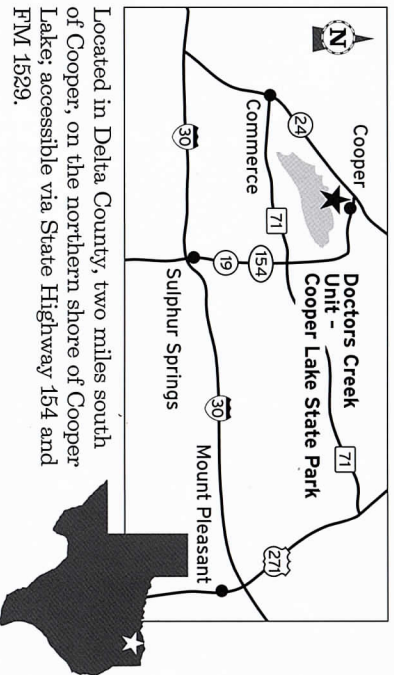 N
Cooper
24
Commerce
71
30
154
19
Sulphur Springs
Doctors Creek
Unit –
Cooper Lake State Park
71
30
271
Mount Pleasant
Located in Delta County, two miles south
of Cooper, on the northern shore of Cooper
Lake; accessible via State Highway 154 and
FM 1529.